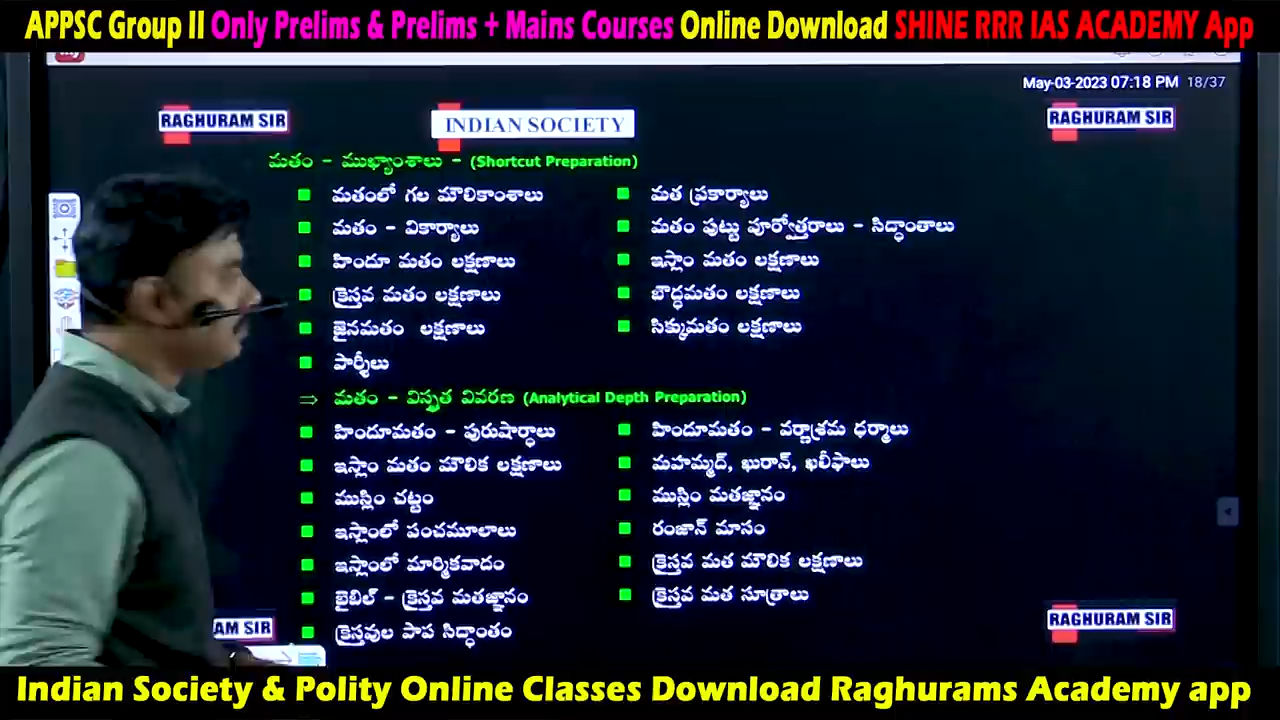 APPSC Group II Only Prelims & Prelims + Mains Courses Online Download SHINE RRR IAS ACADEMY App
May-03-2023 07:18 PM 18/37
RAGHURAM SIR
INDIAN SOCIETY
RAGHURAM SIR
మతం - ముఖ్యాంశాలు - (Shortcut Preparation)
మతంలో గల మౌలికాంశాలు
మత ప్రకార్యాలు
మతం - వికార్యాలు
మతం పుట్టు పూర్వోత్తరాలు - సిద్ధాంతాలు
హిందూ మతం లక్షణాలు
ఇస్లాం మతం లక్షణాలు
క్రైస్తవ మతం లక్షణాలు
బౌద్ధమతం లక్షణాలు
జైనమతం లక్షణాలు
సిక్కుమతం లక్షణాలు
పార్శీలు
⇒ మతం - విస్తృత వివరణ (Analytical Depth Preparation)
హిందూమతం - పురుషార్ధాలు
హిందూమతం - వర్ణాశ్రమ ధర్మాలు
ఇస్లాం మతం మౌలిక లక్షణాలు
మహమ్మద్, ఖురాన్, ఖలీఫాలు
ముస్లిం చట్టం
ముస్లిం మతజ్ఞానం
ఇస్లాంలో పంచమూలాలు
రంజాన్ మాసం
ఇస్లాంలో మార్మికవాదం
క్రైస్తవ మత మౌలిక లక్షణాలు
బైబిల్ - క్రైస్తవ మతజ్ఞానం
క్రైస్తవ మత సూత్రాలు
క్రైస్తవుల పాప సిద్ధాంతం
AM SIR
RAGHURAM SIR
Indian Society & Polity Online Classes Download Raghurams Academy app